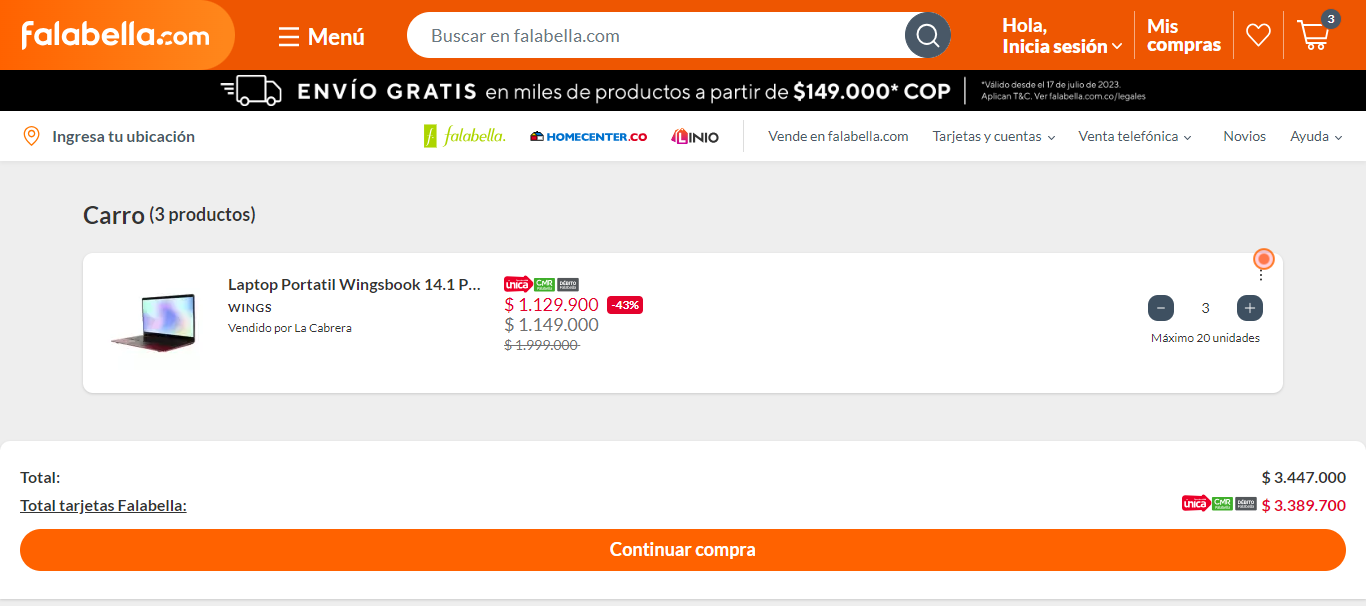 falabella.com
Menú
Buscar en falabella.com
Hola,
Inicia sesión
Mis
compras
3
ENVÍO GRATIS en miles de productos a partir de $149.000* COP
*Válido desde el 17 de julio de 2023.
Aplican T&C. Ver falabella.com.co/legales
Ingresa tu ubicación
f falabella.
HOMECENTER.CO
LINIO
Vende en falabella.com
Tarjetas y cuentas
Venta telefónica
Novios
Ayuda
Carro (3 productos)
Laptop Portatil Wingsbook 14.1 P...
WINGS
Vendido por La Cabrera
única CMR DÉBITO
$ 1.129.900 -43%
$ 1.149.000
$ 1.999.000
− 3 +
Máximo 20 unidades
Total:
$ 3.447.000
Total tarjetas Falabella:
única CMR DÉBITO $ 3.389.700
Continuar compra